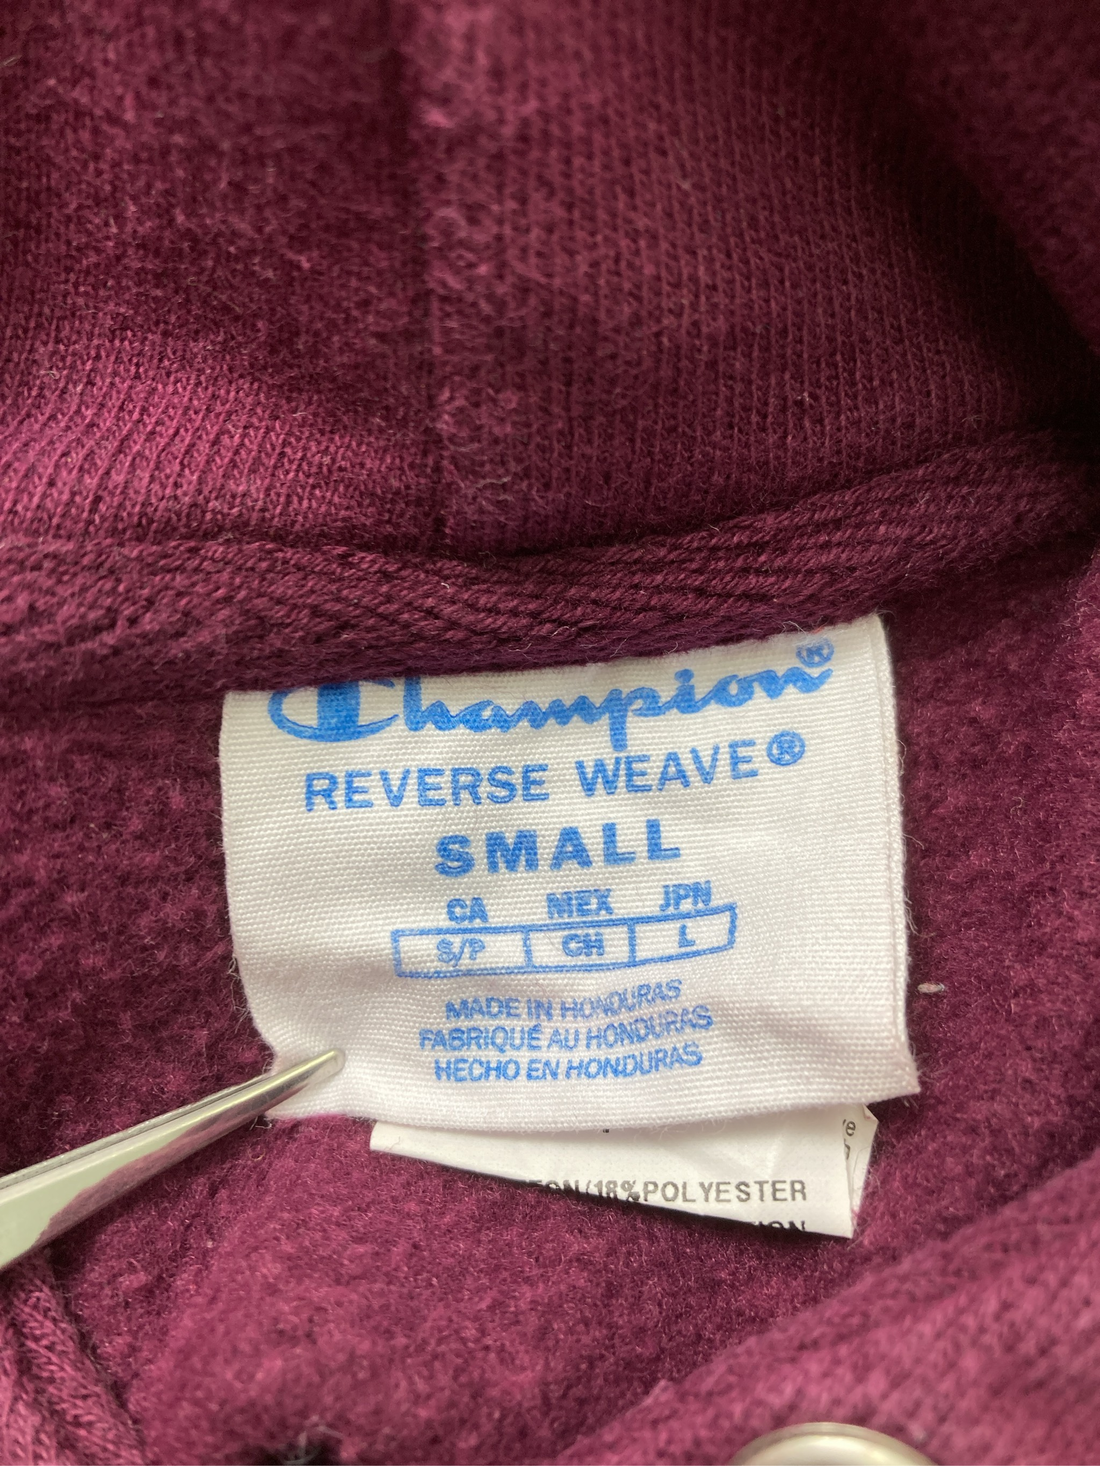 Champion®
REVERSE WEAVE®
SMALL
CA MEX JPN
S/P CH L
MADE IN HONDURAS
FABRIQUÉ AU HONDURAS
HECHO EN HONDURAS
18%POLYESTER